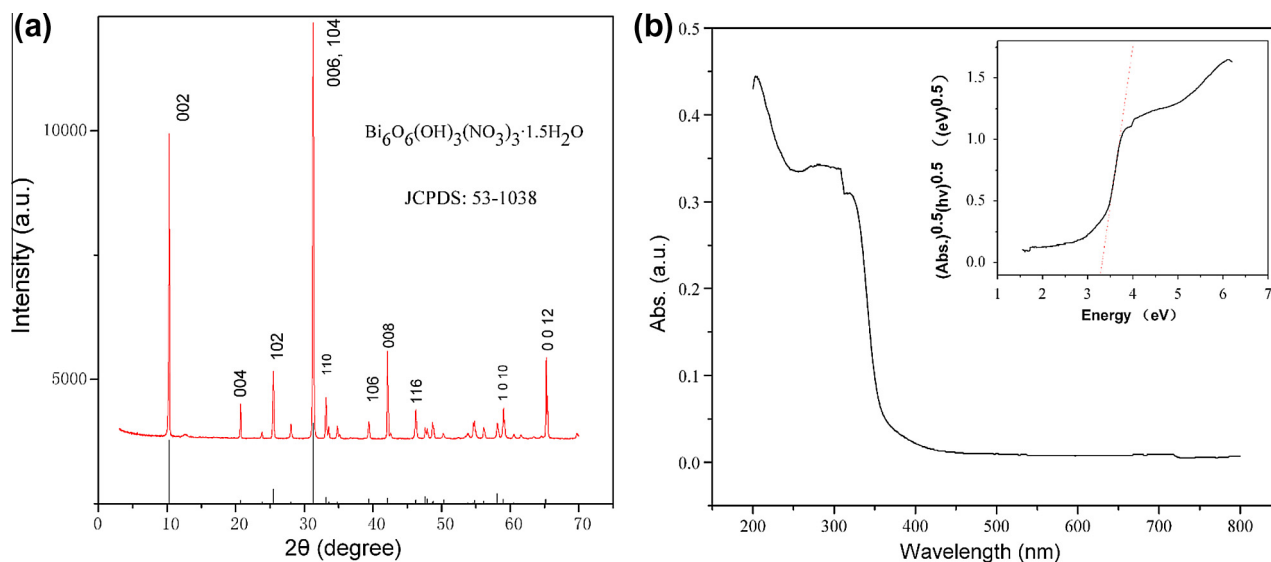 (a)
Intensity (a.u.)
10000
5000
002
004
102
006, 104
110
106
008
116
1 0 10
0 0 12
Bi₆O₆(OH)₃(NO₃)₃·1.5H₂O
JCPDS: 53-1038
0 10 20 30 40 50 60 70
2θ (degree)
(b)
Abs. (a.u.)
0.5
0.4
0.3
0.2
0.1
0.0
200 300 400 500 600 700 800
Wavelength (nm)
(Abs.)^0.5(hv)^0.5 ((eV)^0.5)
1.5
1.0
0.5
0.0
1 2 3 4 5 6 7
Energy (eV)